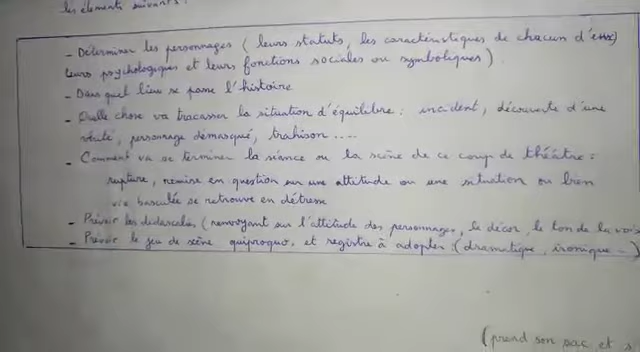 les éléments suivants :
- Déterminer les personnages ( leurs statuts, les caractéristiques de chacun d'eux)
leurs psychologiques et leurs fonctions sociales ou symboliques ) .
- Dans quel lieu se passe l'histoire
- Quelle chose va tracasser la situation d'équilibre : incident, découverte d'une
vérité, personnage démasqué, trahison ....
- Comment va se terminer la séance ou la scène de ce coup de théâtre :
rupture, remise en question sur une attitude ou une situation ou bien
vie basculée se retrouve en détresse
- Prévoir les didascalies ( renvoyant sur l'attitude des personnages, le décor, le ton de la voix
- Prévoir le jeu de scène quiproquo, et registre à adopter : (dramatique, ironique ...)
(prend son sac et s